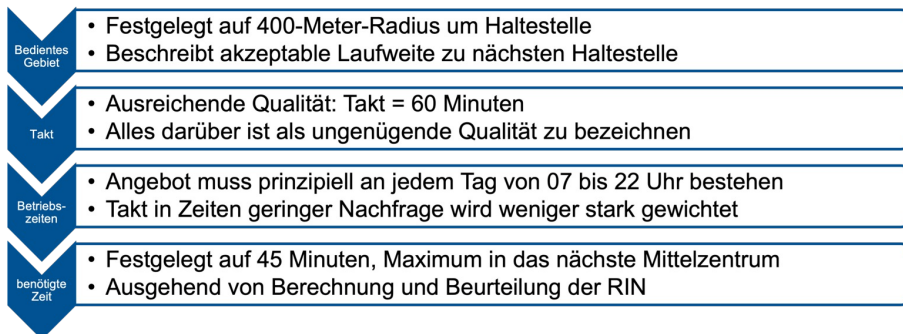 Bedientes
Gebiet
• Festgelegt auf 400-Meter-Radius um Haltestelle
• Beschreibt akzeptable Laufweite zu nächsten Haltestelle
Takt
• Ausreichende Qualität: Takt = 60 Minuten
• Alles darüber ist als ungenügende Qualität zu bezeichnen
Betriebs-
zeiten
• Angebot muss prinzipiell an jedem Tag von 07 bis 22 Uhr bestehen
• Takt in Zeiten geringer Nachfrage wird weniger stark gewichtet
benötigte
Zeit
• Festgelegt auf 45 Minuten, Maximum in das nächste Mittelzentrum
• Ausgehend von Berechnung und Beurteilung der RIN